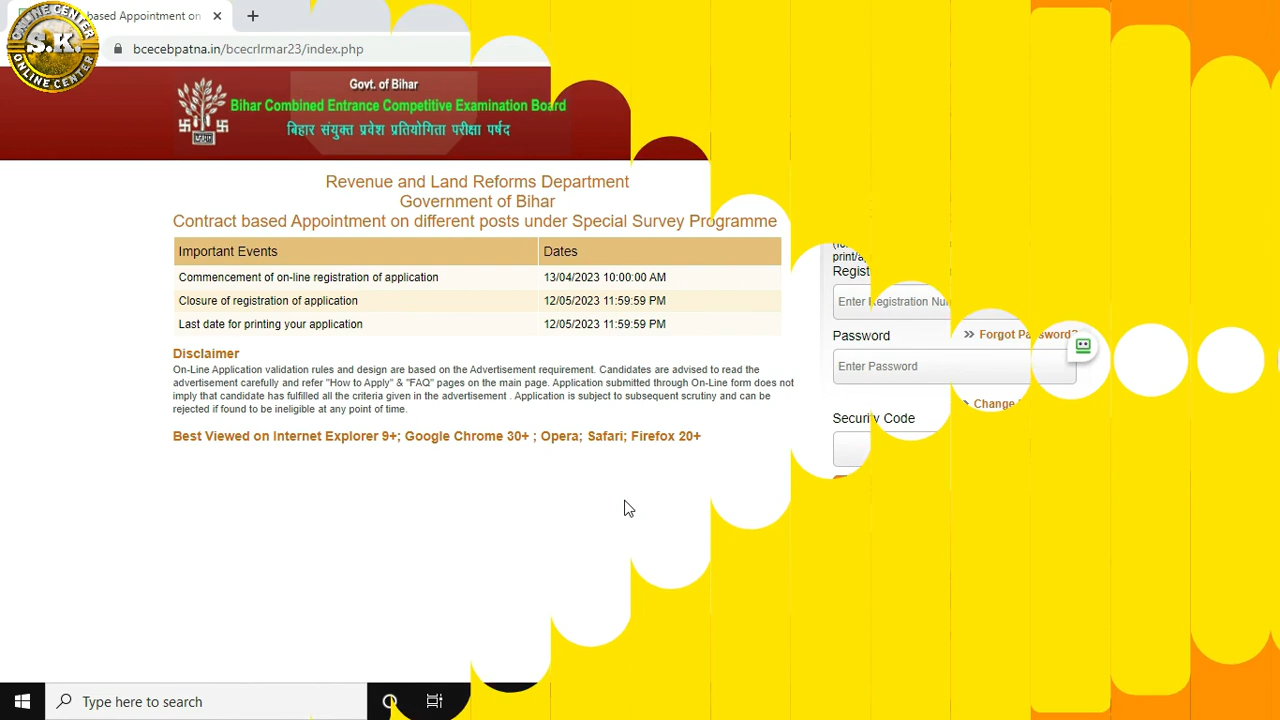 ONLINE CENTER
S.K.
ONLINE CENTER
based Appointment on
bcecebpatna.in/bcecrlrmar23/index.php
Govt. of Bihar
Bihar Combined Entrance Competitive Examination Board
बिहार संयुक्त प्रवेश प्रतियोगिता परीक्षा पर्षद
Revenue and Land Reforms Department
Government of Bihar
Contract based Appointment on different posts under Special Survey Programme
Important Events Dates
Commencement of on-line registration of application 13/04/2023 10:00:00 AM
Closure of registration of application 12/05/2023 11:59:59 PM
Last date for printing your application 12/05/2023 11:59:59 PM
Disclaimer
On-Line Application validation rules and design are based on the Advertisement requirement. Candidates are advised to read the
advertisement carefully and refer "How to Apply" & "FAQ" pages on the main page. Application submitted through On-Line form does not
imply that candidate has fulfilled all the criteria given in the advertisement . Application is subject to subsequent scrutiny and can be
rejected if found to be ineligible at any point of time.
Best Viewed on Internet Explorer 9+; Google Chrome 30+ ; Opera; Safari; Firefox 20+
Enter Registration
Password
>> Forgot Password?
Enter Password
Change
Security Code
Type here to search